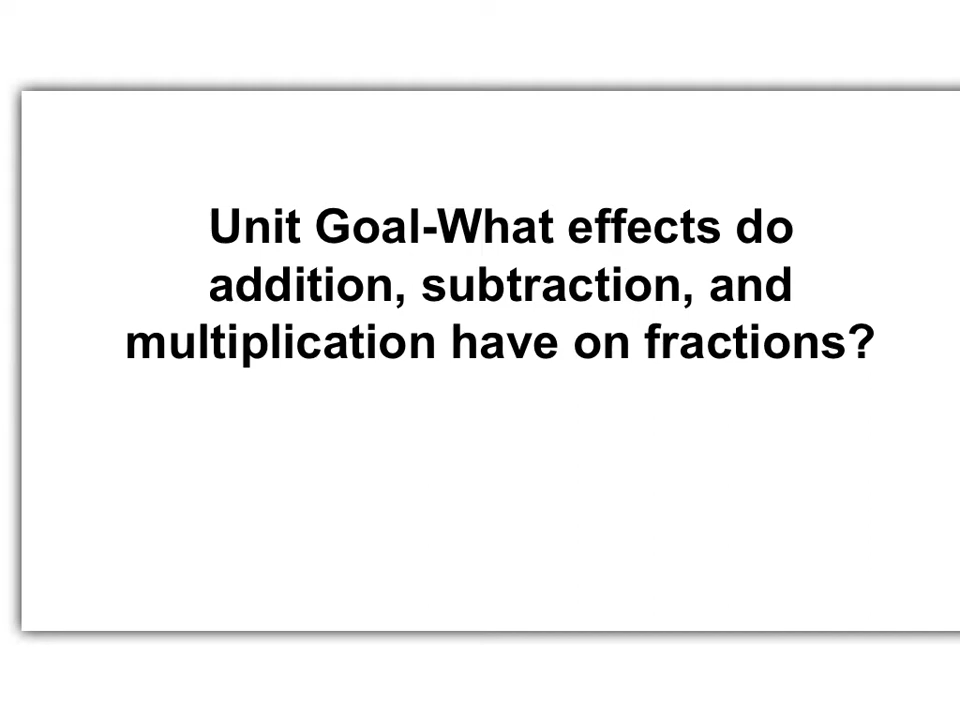 Unit Goal-What effects do
addition, subtraction, and
multiplication have on fractions?